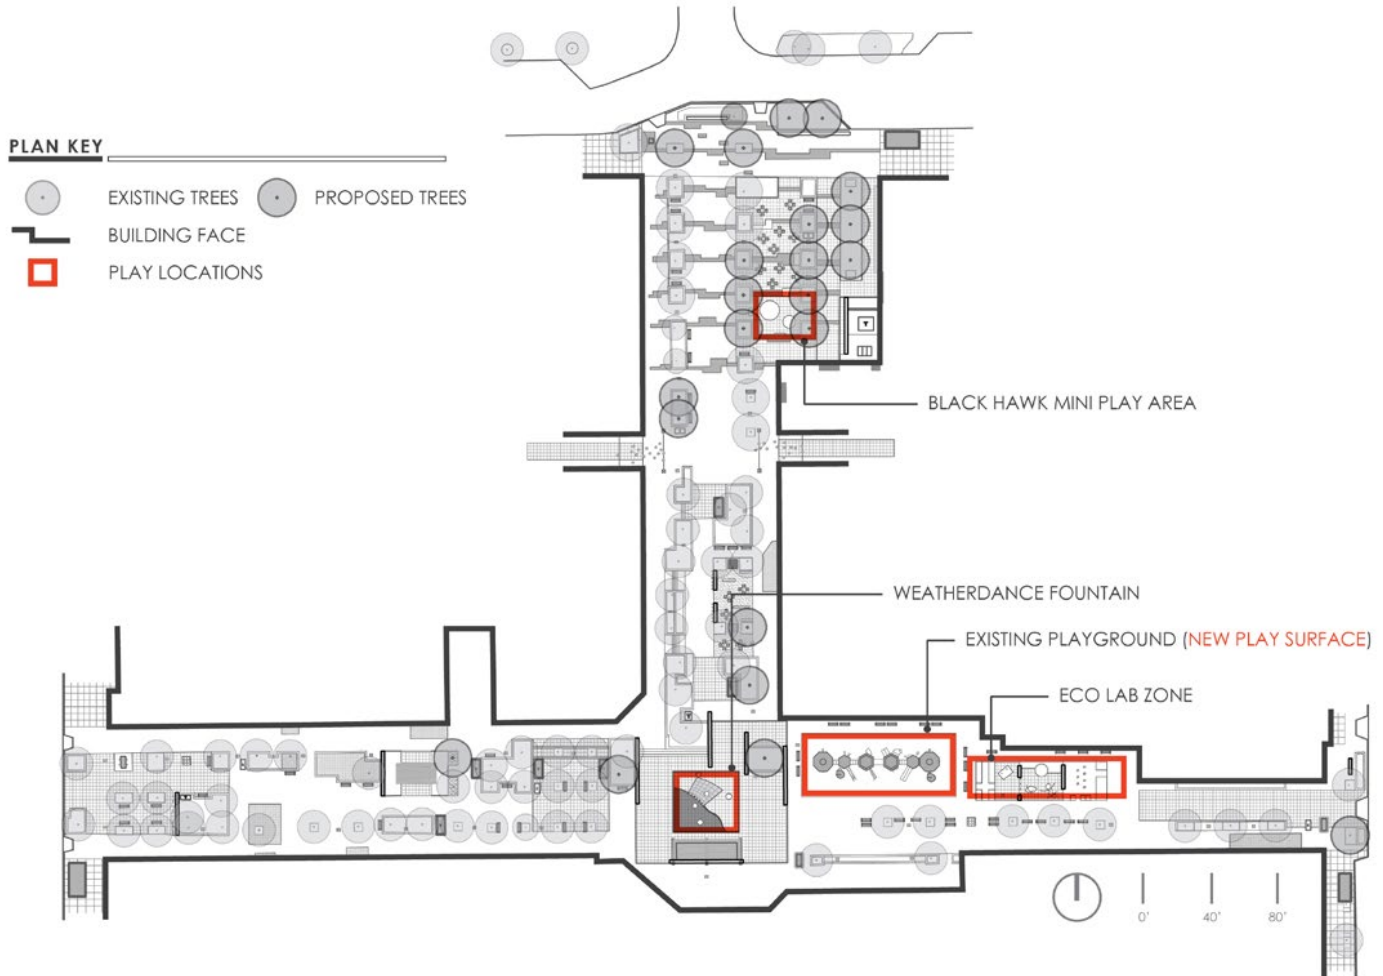 PLAN KEY
EXISTING TREES
PROPOSED TREES
BUILDING FACE
PLAY LOCATIONS
BLACK HAWK MINI PLAY AREA
WEATHERDANCE FOUNTAIN
EXISTING PLAYGROUND (NEW PLAY SURFACE)
ECO LAB ZONE
0' 40' 80'